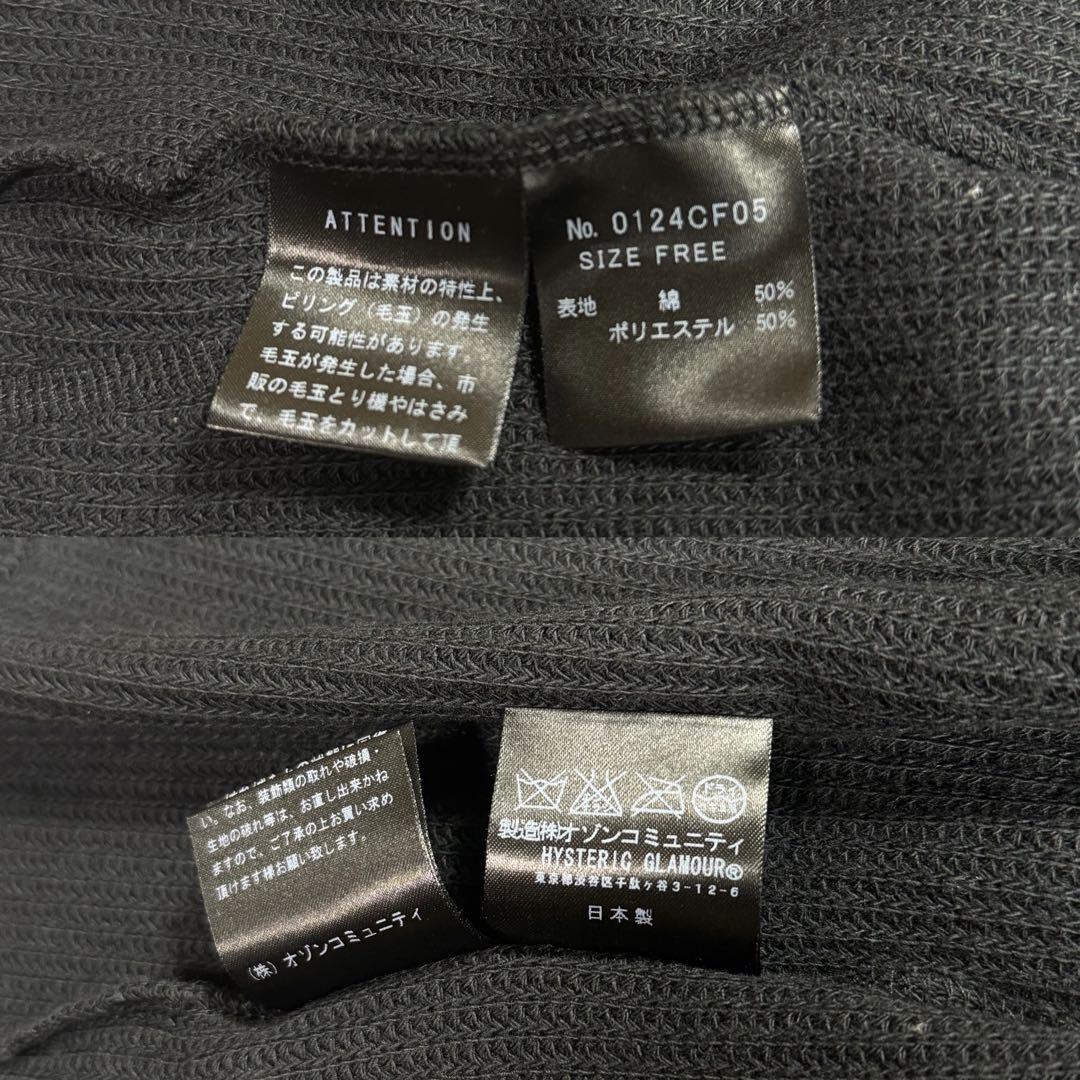 ATTENTION
この製品は素材の特性上、
ピリング（毛玉）の発生
する可能性があります。
毛玉が発生した場合、市
販の毛玉とり機やはさみ
で、毛玉をカットして頂
No. 0124CF05
SIZE FREE
表地 綿 50%
ポリエステル 50%
い。なお、装飾類の取れや破損・
生地の破れ等は、お直し出来かね
ますので、ご了承の上お買い求め
頂けます様お願い致します。
(株) オゾンコミュニティ
ドライ
製造(株)オゾンコミュニティ
HYSTERIC GLAMOUR®
東京都渋谷区千駄ヶ谷3-12-6
日本製